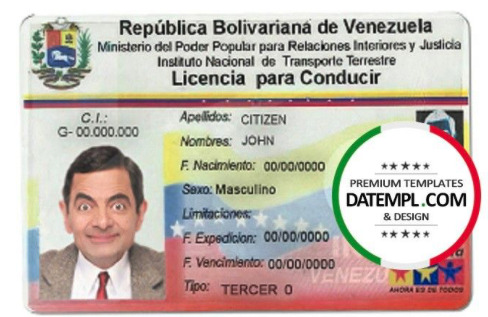 República Bolivariana de Venezuela
Ministerio del Poder Popular para Relaciones Interiores y Justicia
Instituto Nacional de Transporte Terrestre
Licencia para Conducir
C.I.:
G- 00.000.000
Apellidos: CITIZEN
Nombres: JOHN
F. Nacimiento: 00/00/0000
Sexo: Masculino
Limitaciones:
F. Expedicion: 00/00/0000
F. Vencimiento: 00/00/0000
Tipo: TERCER 0
PREMIUM TEMPLATES
DATEMPL.COM
& DESIGN
VENEZU
AHORA ES DE TODOS